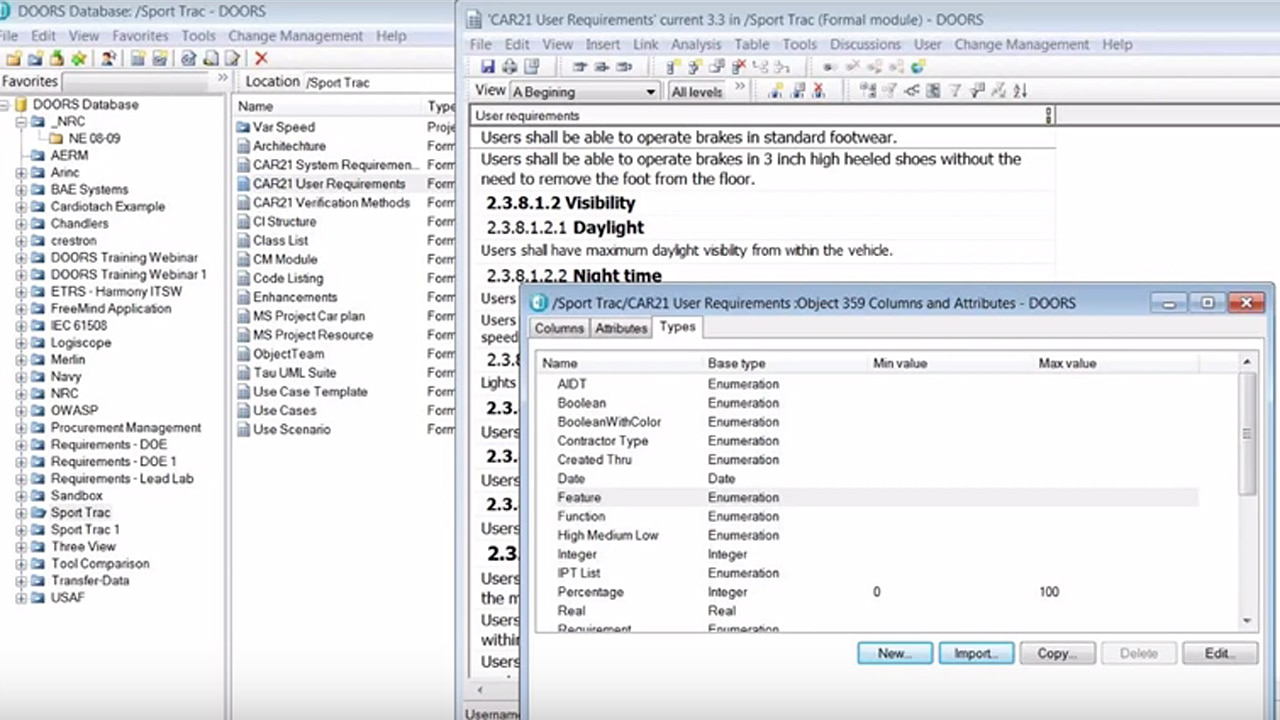 DOORS Database: /Sport Trac - DOORS
File Edit View Favorites Tools Change Management Help
Favorites
Location /Sport Trac
DOORS Database
_NRC
NE 08-09
AERM
Arinc
BAE Systems
Cardiotach Example
Chandlers
crestron
DOORS Training Webinar
DOORS Training Webinar 1
ETRS - Harmony ITSW
FreeMind Application
IEC 61508
Logiscope
Merlin
Navy
NRC
OWASP
Procurement Management
Requirements - DOE
Requirements - DOE 1
Requirements - Lead Lab
Sandbox
Sport Trac
Sport Trac 1
Three View
Tool Comparison
Transfer-Data
USAF
Name Type
Var Speed Proje
Architechture Form
CAR21 System Requiremen... Form
CAR21 User Requirements Form
CAR21 Verification Methods Form
CI Structure Form
Class List Form
CM Module Form
Code Listing Form
Enhancements Form
MS Project Car plan Form
MS Project Resource Form
ObjectTeam Form
Tau UML Suite Form
Use Case Template Form
Use Cases Form
Use Scenario Form
'CAR21 User Requirements' current 3.3 in /Sport Trac (Formal module) - DOORS
File Edit View Insert Link Analysis Table Tools Discussions User Change Management Help
View A Begining All levels
User requirements
Users shall be able to operate brakes in standard footwear.
Users shall be able to operate brakes in 3 inch high heeled shoes without the
need to remove the foot from the floor.
2.3.8.1.2 Visibility
2.3.8.1.2.1 Daylight
Users shall have maximum daylight visiblity from within the vehicle.
2.3.8.1.2.2 Night time
Users
Users
speed
2.3.8
Lights
2.3.
Users
2.3.
Users
2.3.
Users
2.3.
Users
the m
Users
within
Users
Username
/Sport Trac/CAR21 User Requirements :Object 359 Columns and Attributes - DOORS
Columns Attributes Types
Name Base type Min value Max value
AIDT Enumeration
Boolean Enumeration
BooleanWithColor Enumeration
Contractor Type Enumeration
Created Thru Enumeration
Date Date
Feature Enumeration
Function Enumeration
High Medium Low Enumeration
Integer Integer
IPT List Enumeration
Percentage Integer 0 100
Real Real
Requirement Enumeration
New... Import... Copy... Delete Edit...